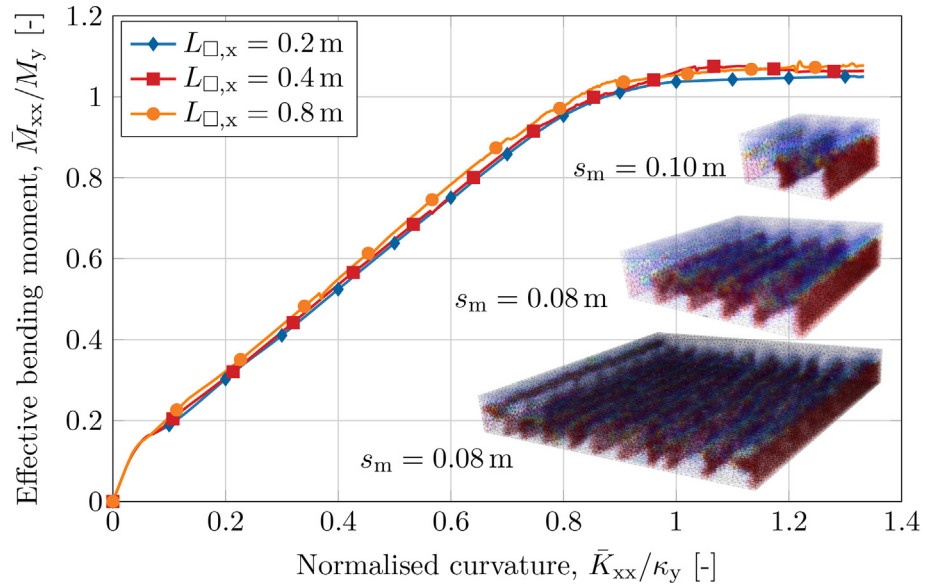 Effective bending moment, M̄xx/My [-]
1.2
1
0.8
0.6
0.4
0.2
0
L□,x = 0.2 m
L□,x = 0.4 m
L□,x = 0.8 m
sm = 0.10 m
sm = 0.08 m
sm = 0.08 m
0 0.2 0.4 0.6 0.8 1 1.2 1.4
Normalised curvature, K̄xx/κy [-]